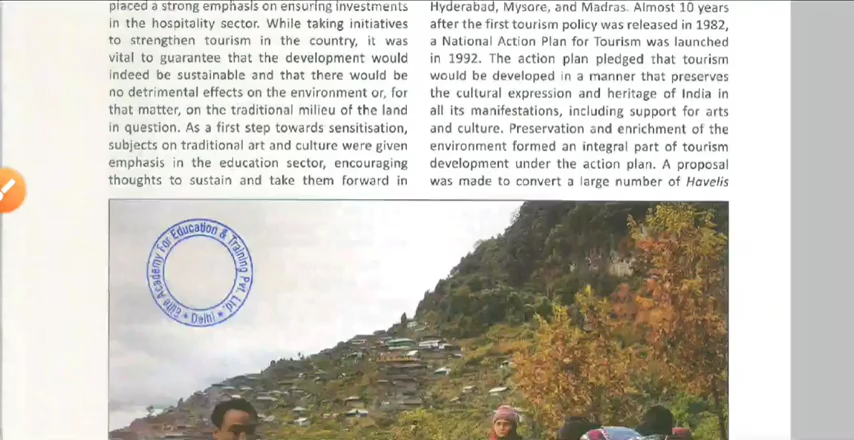 placed a strong emphasis on ensuring investments
in the hospitality sector. While taking initiatives
to strengthen tourism in the country, it was
vital to guarantee that the development would
indeed be sustainable and that there would be
no detrimental effects on the environment or, for
that matter, on the traditional milieu of the land
in question. As a first step towards sensitisation,
subjects on traditional art and culture were given
emphasis in the education sector, encouraging
thoughts to sustain and take them forward in
Hyderabad, Mysore, and Madras. Almost 10 years
after the first tourism policy was released in 1982,
a National Action Plan for Tourism was launched
in 1992. The action plan pledged that tourism
would be developed in a manner that preserves
the cultural expression and heritage of India in
all its manifestations, including support for arts
and culture. Preservation and enrichment of the
environment formed an integral part of tourism
development under the action plan. A proposal
was made to convert a large number of Havelis
Elite Academy For Education & Training Pvt. Ltd.
* Delhi *